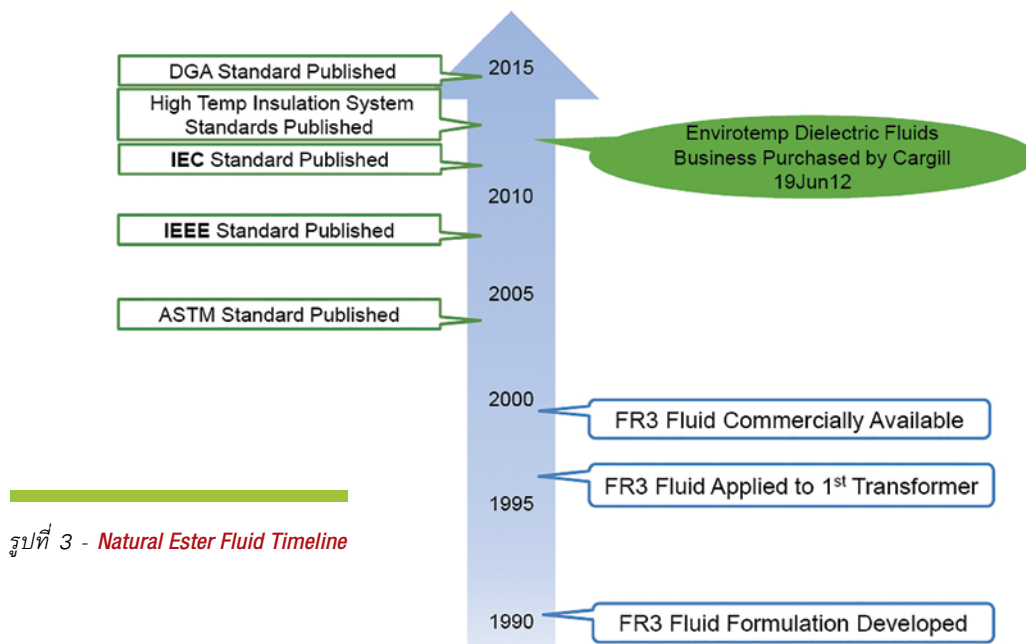 2015
DGA Standard Published
High Temp Insulation System
Standards Published
Envirotemp Dielectric Fluids
Business Purchased by Cargill
19Jun12
IEC Standard Published
2010
IEEE Standard Published
2005
ASTM Standard Published
2000
FR3 Fluid Commercially Available
FR3 Fluid Applied to 1st Transformer
1995
รูปที่ 3 - Natural Ester Fluid Timeline
1990
FR3 Fluid Formulation Developed